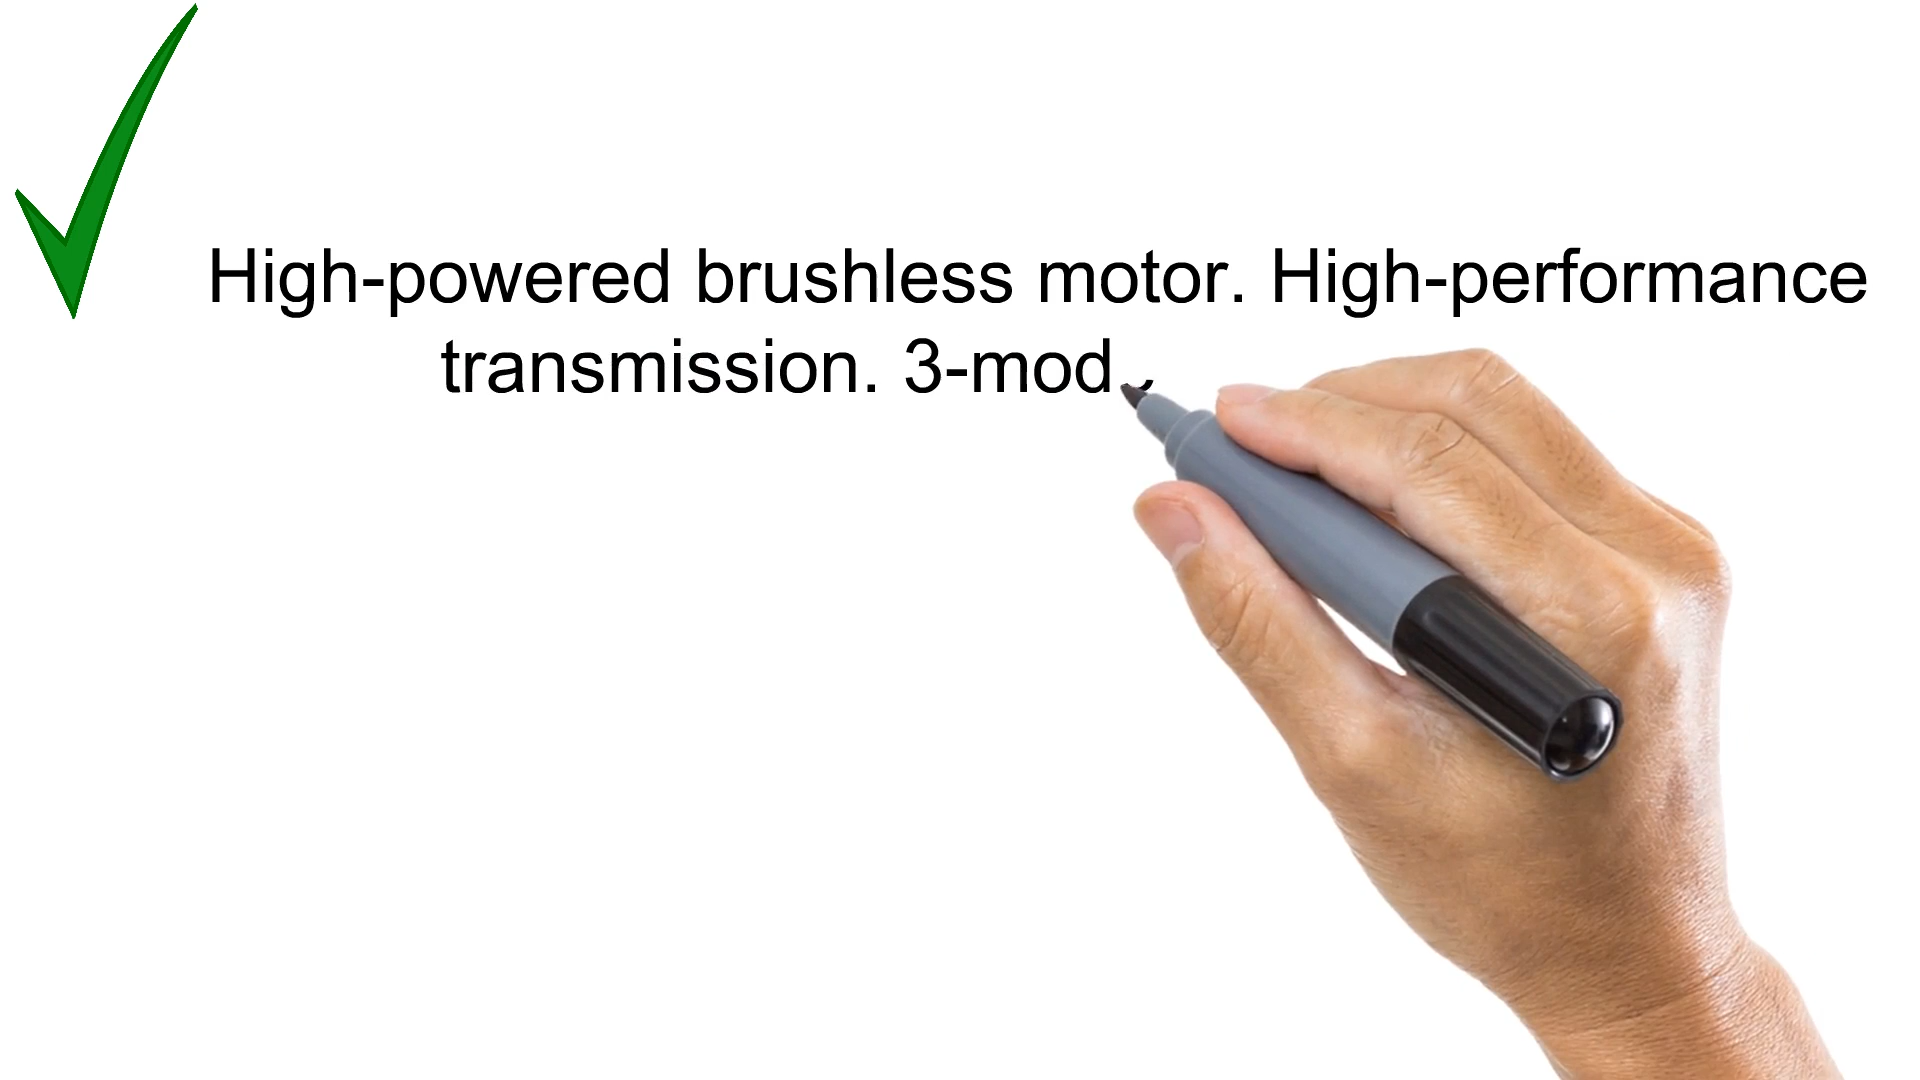 High-powered brushless motor. High-performance
transmission. 3-mod